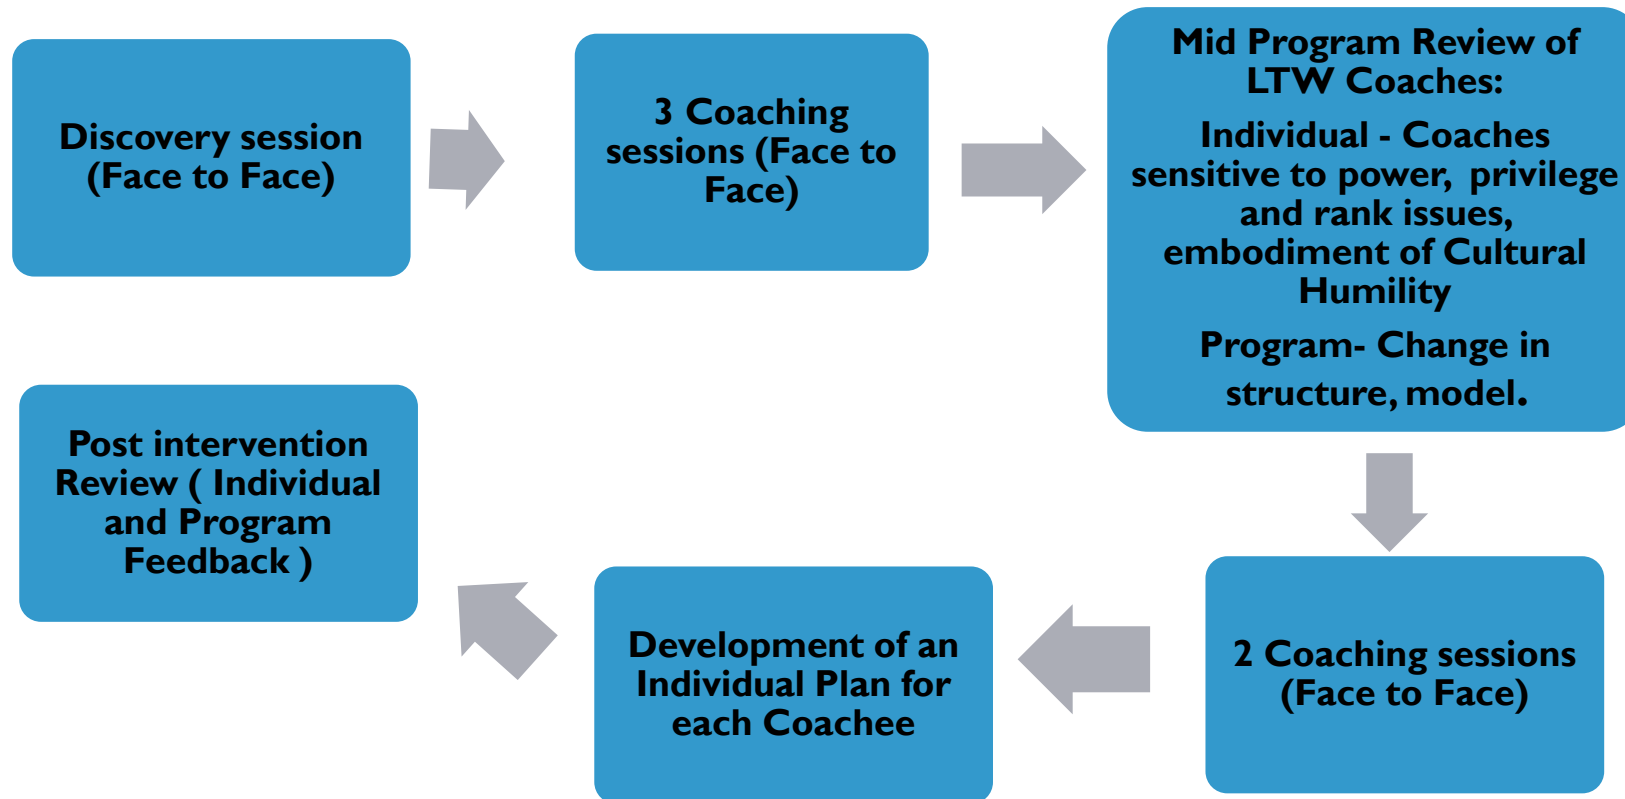 Discovery session
(Face to Face)
3 Coaching
sessions (Face to
Face)
Mid Program Review of
LTW Coaches:
Individual - Coaches
sensitive to power,  privilege
and rank issues,
embodiment of Cultural
Humility
Program- Change in
structure, model.
2 Coaching sessions
(Face to Face)
Development of an
Individual Plan for
each Coachee
Post intervention
Review ( Individual
and Program
Feedback )